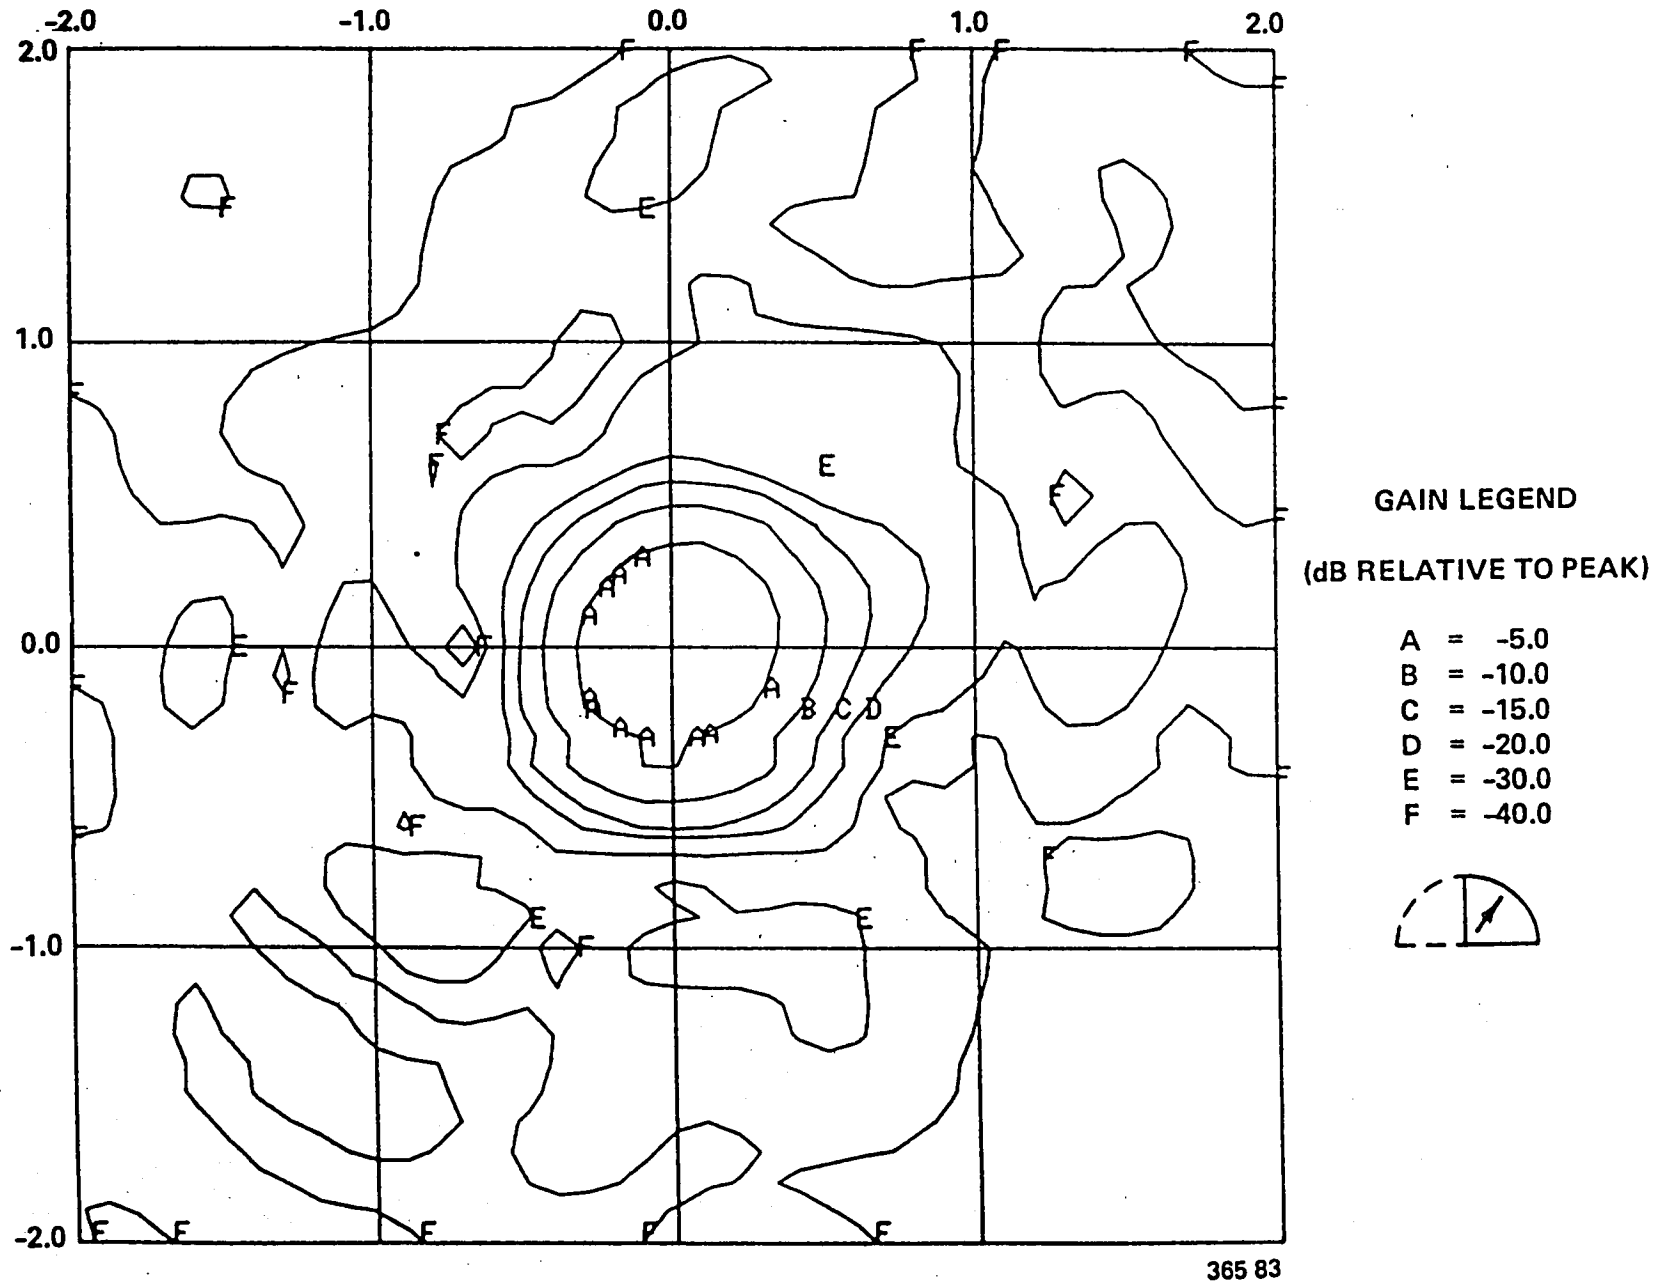 -2.0 -1.0 0.0 1.0 2.0
2.0
F F F F
F
F
E
1.0
F
F
F
F
E
F
F
GAIN LEGEND
(dB RELATIVE TO PEAK)
A = -5.0
B = -10.0
C = -15.0
D = -20.0
E = -30.0
F = -40.0
A
A
A
A
0.0
E
F
F
F
A
A
A
A
A
A
A
B C D
E
F
F
F
F
E
E
-1.0
F
-2.0
F F F F F
365 83